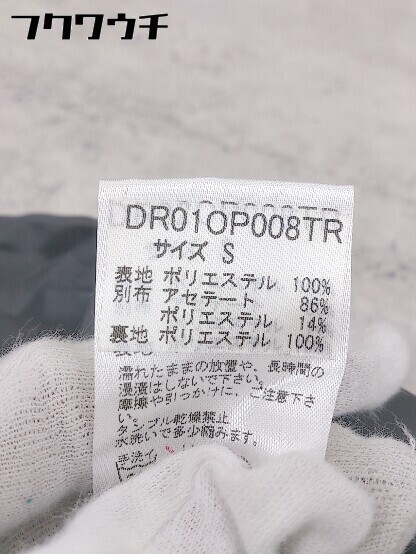 フクワウチ
DR01OP008TR
サイズ S
表地 ポリエステル 100%
別布 アセテート 86%
ポリエステル 14%
裏地 ポリエステル 100%
濡れたままの放置や、長時間の
浸漬はしないで下さい。
摩擦や引っかけに、ご注意下さ
い。
タンブル乾燥禁止
水洗いで多少縮みます。
手洗イ